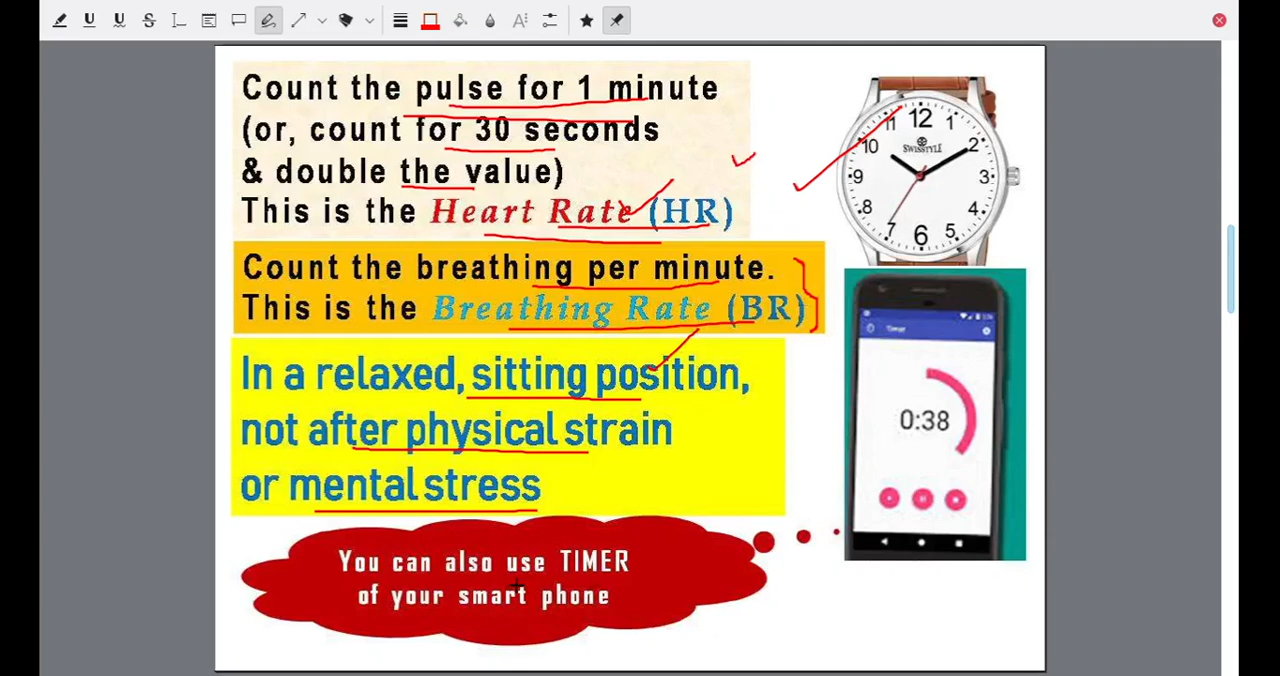 Count the pulse for 1 minute
(or, count for 30 seconds
& double the value)
This is the Heart Rate (HR)
Count the breathing per minute.
This is the Breathing Rate (BR)
In a relaxed, sitting position,
not after physical strain
or mental stress
You can also use TIMER
of your smart phone
11 12 1
10 2
9 3
8 4
7 6 5
SWISSTYLE
Timer
0:38